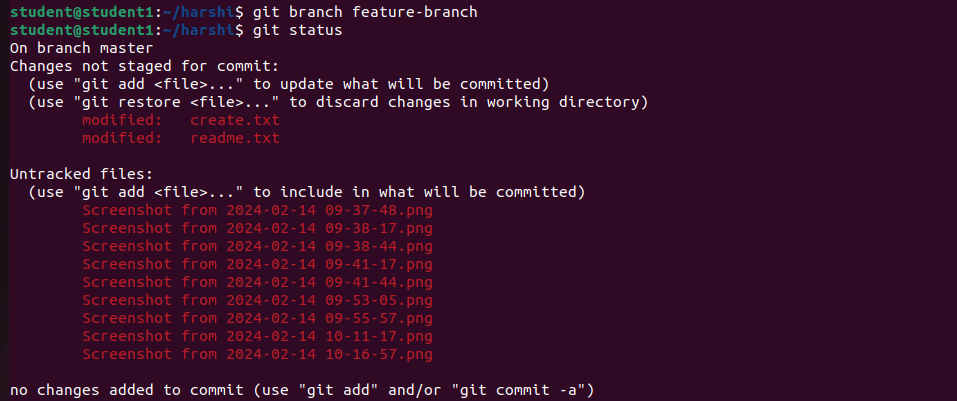 student@student1:~/harshi$ git branch feature-branch
student@student1:~/harshi$ git status
On branch master
Changes not staged for commit:
  (use "git add <file>..." to update what will be committed)
  (use "git restore <file>..." to discard changes in working directory)
        modified:   create.txt
        modified:   readme.txt

Untracked files:
  (use "git add <file>..." to include in what will be committed)
        Screenshot from 2024-02-14 09-37-48.png
        Screenshot from 2024-02-14 09-38-17.png
        Screenshot from 2024-02-14 09-38-44.png
        Screenshot from 2024-02-14 09-41-17.png
        Screenshot from 2024-02-14 09-41-44.png
        Screenshot from 2024-02-14 09-53-05.png
        Screenshot from 2024-02-14 09-55-57.png
        Screenshot from 2024-02-14 10-11-17.png
        Screenshot from 2024-02-14 10-16-57.png

no changes added to commit (use "git add" and/or "git commit -a")